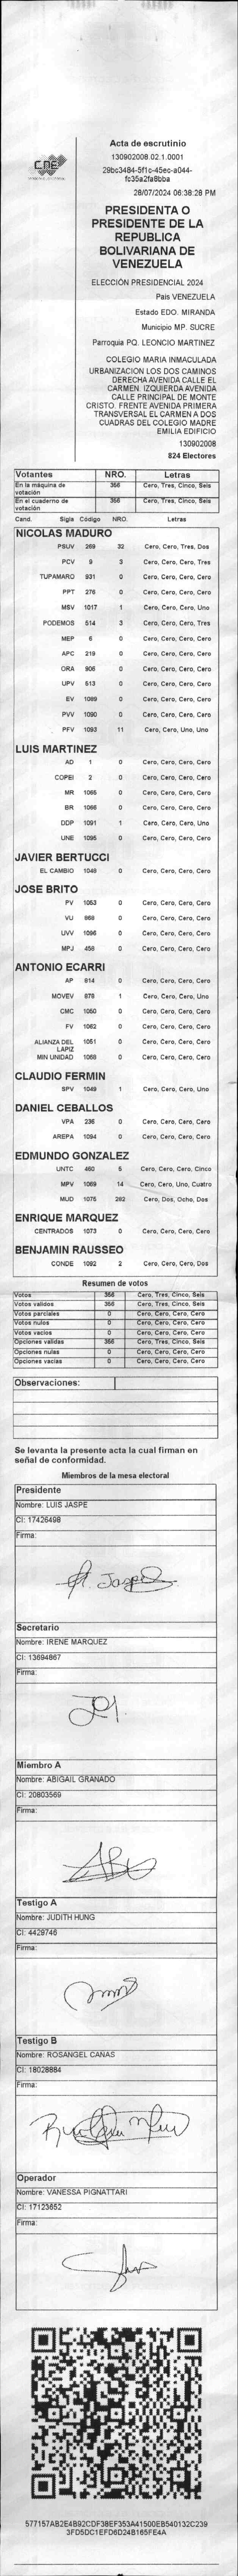 CNE
Acta de escrutinio
130902008.02.1.0001
29bc3484-5f1c-45ec-a044-
fc35a2fa6bba
28/07/2024 06:38:28 PM
PRESIDENTA O
PRESIDENTE DE LA
REPUBLICA
BOLIVARIANA DE
VENEZUELA
ELECCIÓN PRESIDENCIAL 2024
País VENEZUELA
Estado EDO. MIRANDA
Municipio MP. SUCRE
Parroquia PQ. LEONCIO MARTINEZ
COLEGIO MARIA INMACULADA
URBANIZACIÓN LOS DOS CAMINOS
DERECHA AVENIDA CALLE EL
CARMEN. IZQUIERDA AVENIDA
CALLE PRINCIPAL DE MONTE
CRISTO. FRENTE AVENIDA PRIMERA
TRANSVERSAL EL CARMEN A DOS
CUADRAS DEL COLEGIO MADRE
EMILIA EDIFICIO
130902008
824 Electores
Votantes NRO. Letras
En la máquina de votación 356 Cero, Tres, Cinco, Seis
En el cuaderno de votación 356 Cero, Tres, Cinco, Seis
Cand. Sigla Código NRO. Letras
NICOLAS MADURO
PSUV 269 32 Cero, Cero, Tres, Dos
PCV 9 3 Cero, Cero, Cero, Tres
TUPAMARO 931 0 Cero, Cero, Cero, Cero
PPT 276 0 Cero, Cero, Cero, Cero
MSV 1017 1 Cero, Cero, Cero, Uno
PODEMOS 514 3 Cero, Cero, Cero, Tres
MEP 6 0 Cero, Cero, Cero, Cero
APC 219 0 Cero, Cero, Cero, Cero
ORA 906 0 Cero, Cero, Cero, Cero
UPV 513 0 Cero, Cero, Cero, Cero
EV 1089 0 Cero, Cero, Cero, Cero
PVV 1090 0 Cero, Cero, Cero, Cero
PFV 1093 11 Cero, Cero, Uno, Uno
LUIS MARTINEZ
AD 1 0 Cero, Cero, Cero, Cero
COPEI 2 0 Cero, Cero, Cero, Cero
MR 1065 0 Cero, Cero, Cero, Cero
BR 1066 0 Cero, Cero, Cero, Cero
DDP 1091 1 Cero, Cero, Cero, Uno
UNE 1095 0 Cero, Cero, Cero, Cero
JAVIER BERTUCCI
EL CAMBIO 1048 0 Cero, Cero, Cero, Cero
JOSE BRITO
PV 1053 0 Cero, Cero, Cero, Cero
VU 868 0 Cero, Cero, Cero, Cero
UVV 1096 0 Cero, Cero, Cero, Cero
MPJ 456 0 Cero, Cero, Cero, Cero
ANTONIO ECARRI
AP 814 0 Cero, Cero, Cero, Cero
MOVEV 876 1 Cero, Cero, Cero, Uno
CMC 1050 0 Cero, Cero, Cero, Cero
FV 1062 0 Cero, Cero, Cero, Cero
ALIANZA DEL LAPIZ 1051 0 Cero, Cero, Cero, Cero
MIN UNIDAD 1068 0 Cero, Cero, Cero, Cero
CLAUDIO FERMIN
SPV 1049 1 Cero, Cero, Cero, Uno
DANIEL CEBALLOS
VPA 236 0 Cero, Cero, Cero, Cero
AREPA 1094 0 Cero, Cero, Cero, Cero
EDMUNDO GONZALEZ
UNTC 460 5 Cero, Cero, Cero, Cinco
MPV 1069 14 Cero, Cero, Uno, Cuatro
MUD 1075 282 Cero, Dos, Ocho, Dos
ENRIQUE MARQUEZ
CENTRADOS 1073 0 Cero, Cero, Cero, Cero
BENJAMIN RAUSSEO
CONDE 1092 2 Cero, Cero, Cero, Dos
Resumen de votos
Votos 356 Cero, Tres, Cinco, Seis
Votos validos 356 Cero, Tres, Cinco, Seis
Votos parciales 0 Cero, Cero, Cero, Cero
Votos nulos 0 Cero, Cero, Cero, Cero
Votos vacios 0 Cero, Cero, Cero, Cero
Opciones validas 356 Cero, Tres, Cinco, Seis
Opciones nulas 0 Cero, Cero, Cero, Cero
Opciones vacias 0 Cero, Cero, Cero, Cero
Observaciones:
Se levanta la presente acta la cual firman en
señal de conformidad.
Miembros de la mesa electoral
Presidente
Nombre: LUIS JASPE
CI: 17426498
Firma:
Jaspe
Secretario
Nombre: IRENE MARQUEZ
CI: 13694867
Firma:
Miembro A
Nombre: ABIGAIL GRANADO
CI: 20803569
Firma:
Testigo A
Nombre: JUDITH HUNG
CI: 4429746
Firma:
Testigo B
Nombre: ROSANGEL CANAS
CI: 18028884
Firma:
Operador
Nombre: VANESSA PIGNATTARI
CI: 17123652
Firma:
577157AB2E4B92CDF38EF353A41500EB540132C239
3FD5DC1EFD6D24B165FE4A